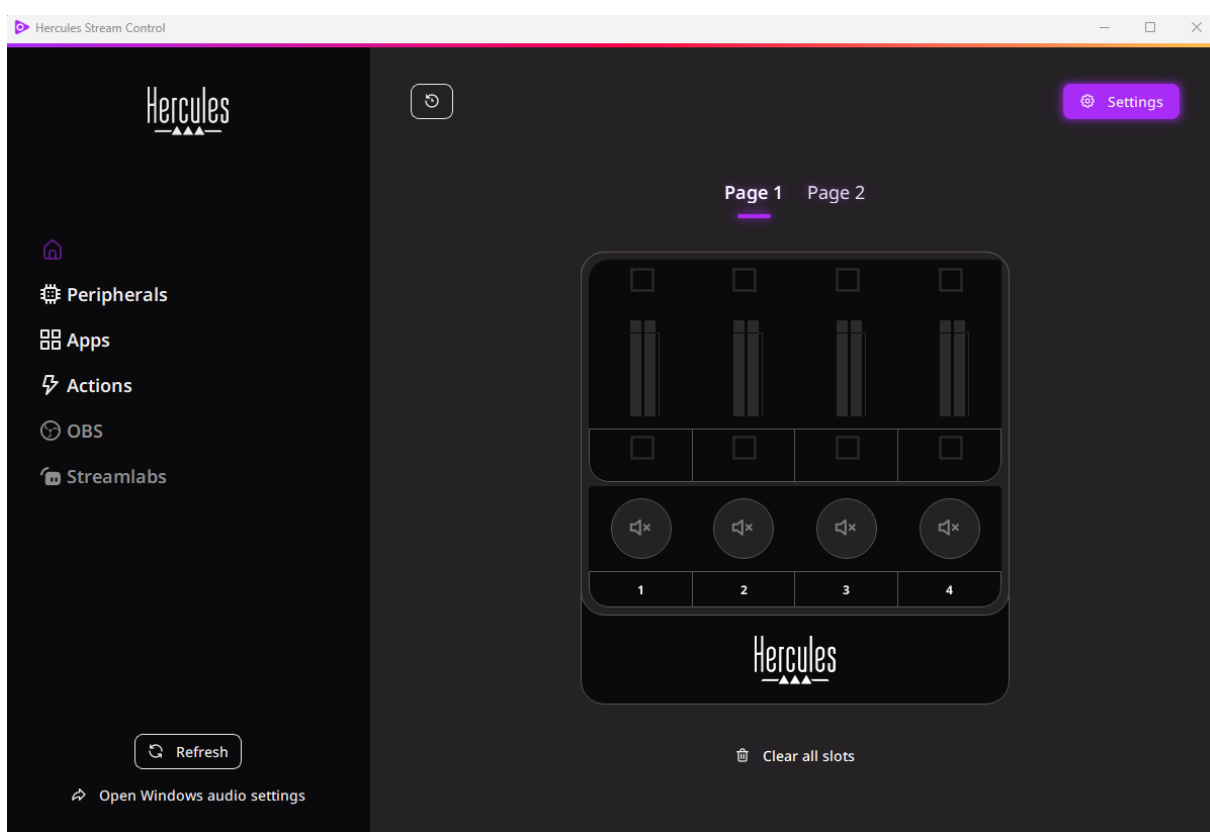 Hercules Stream Control
Hercules
Settings
Page 1 Page 2
Peripherals
Apps
Actions
OBS
Streamlabs
1 2 3 4
Hercules
Refresh
Clear all slots
Open Windows audio settings